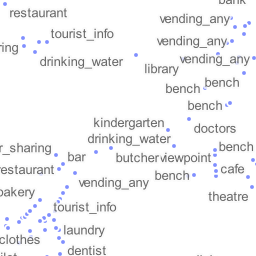 bank
restaurant
vending_any
tourist_info
vending_any
ring
drinking_water
vending_any
library
bench
bench
bench
kindergarten
doctors
drinking_water
r_sharing
bar
butcher
viewpoint
bench
restaurant
bench
cafe
vending_any
bakery
theatre
tourist_info
laundry
clothes
dentist